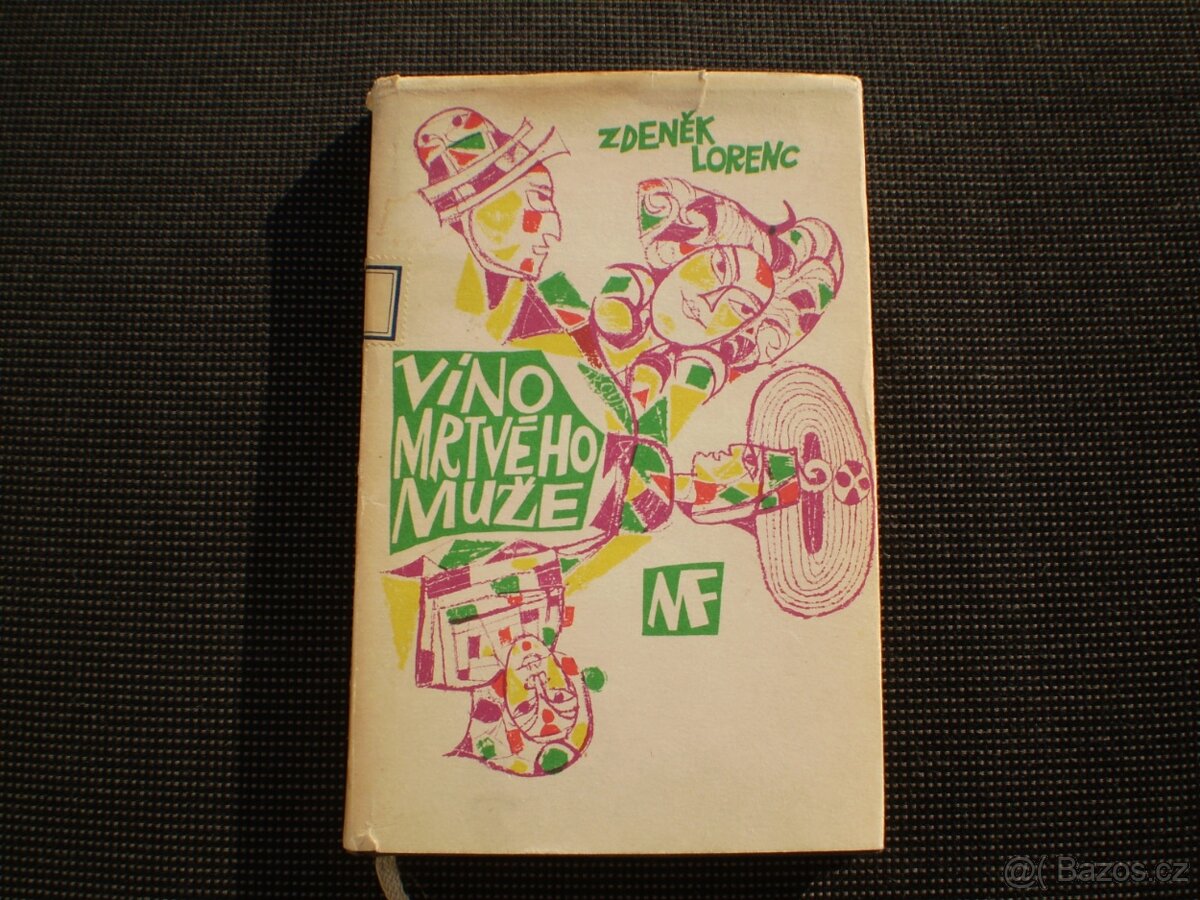 ZDENĚK
LORENC
VÍNO
MRTVÉHO
MUŽE
MF
@( Bazos.cz